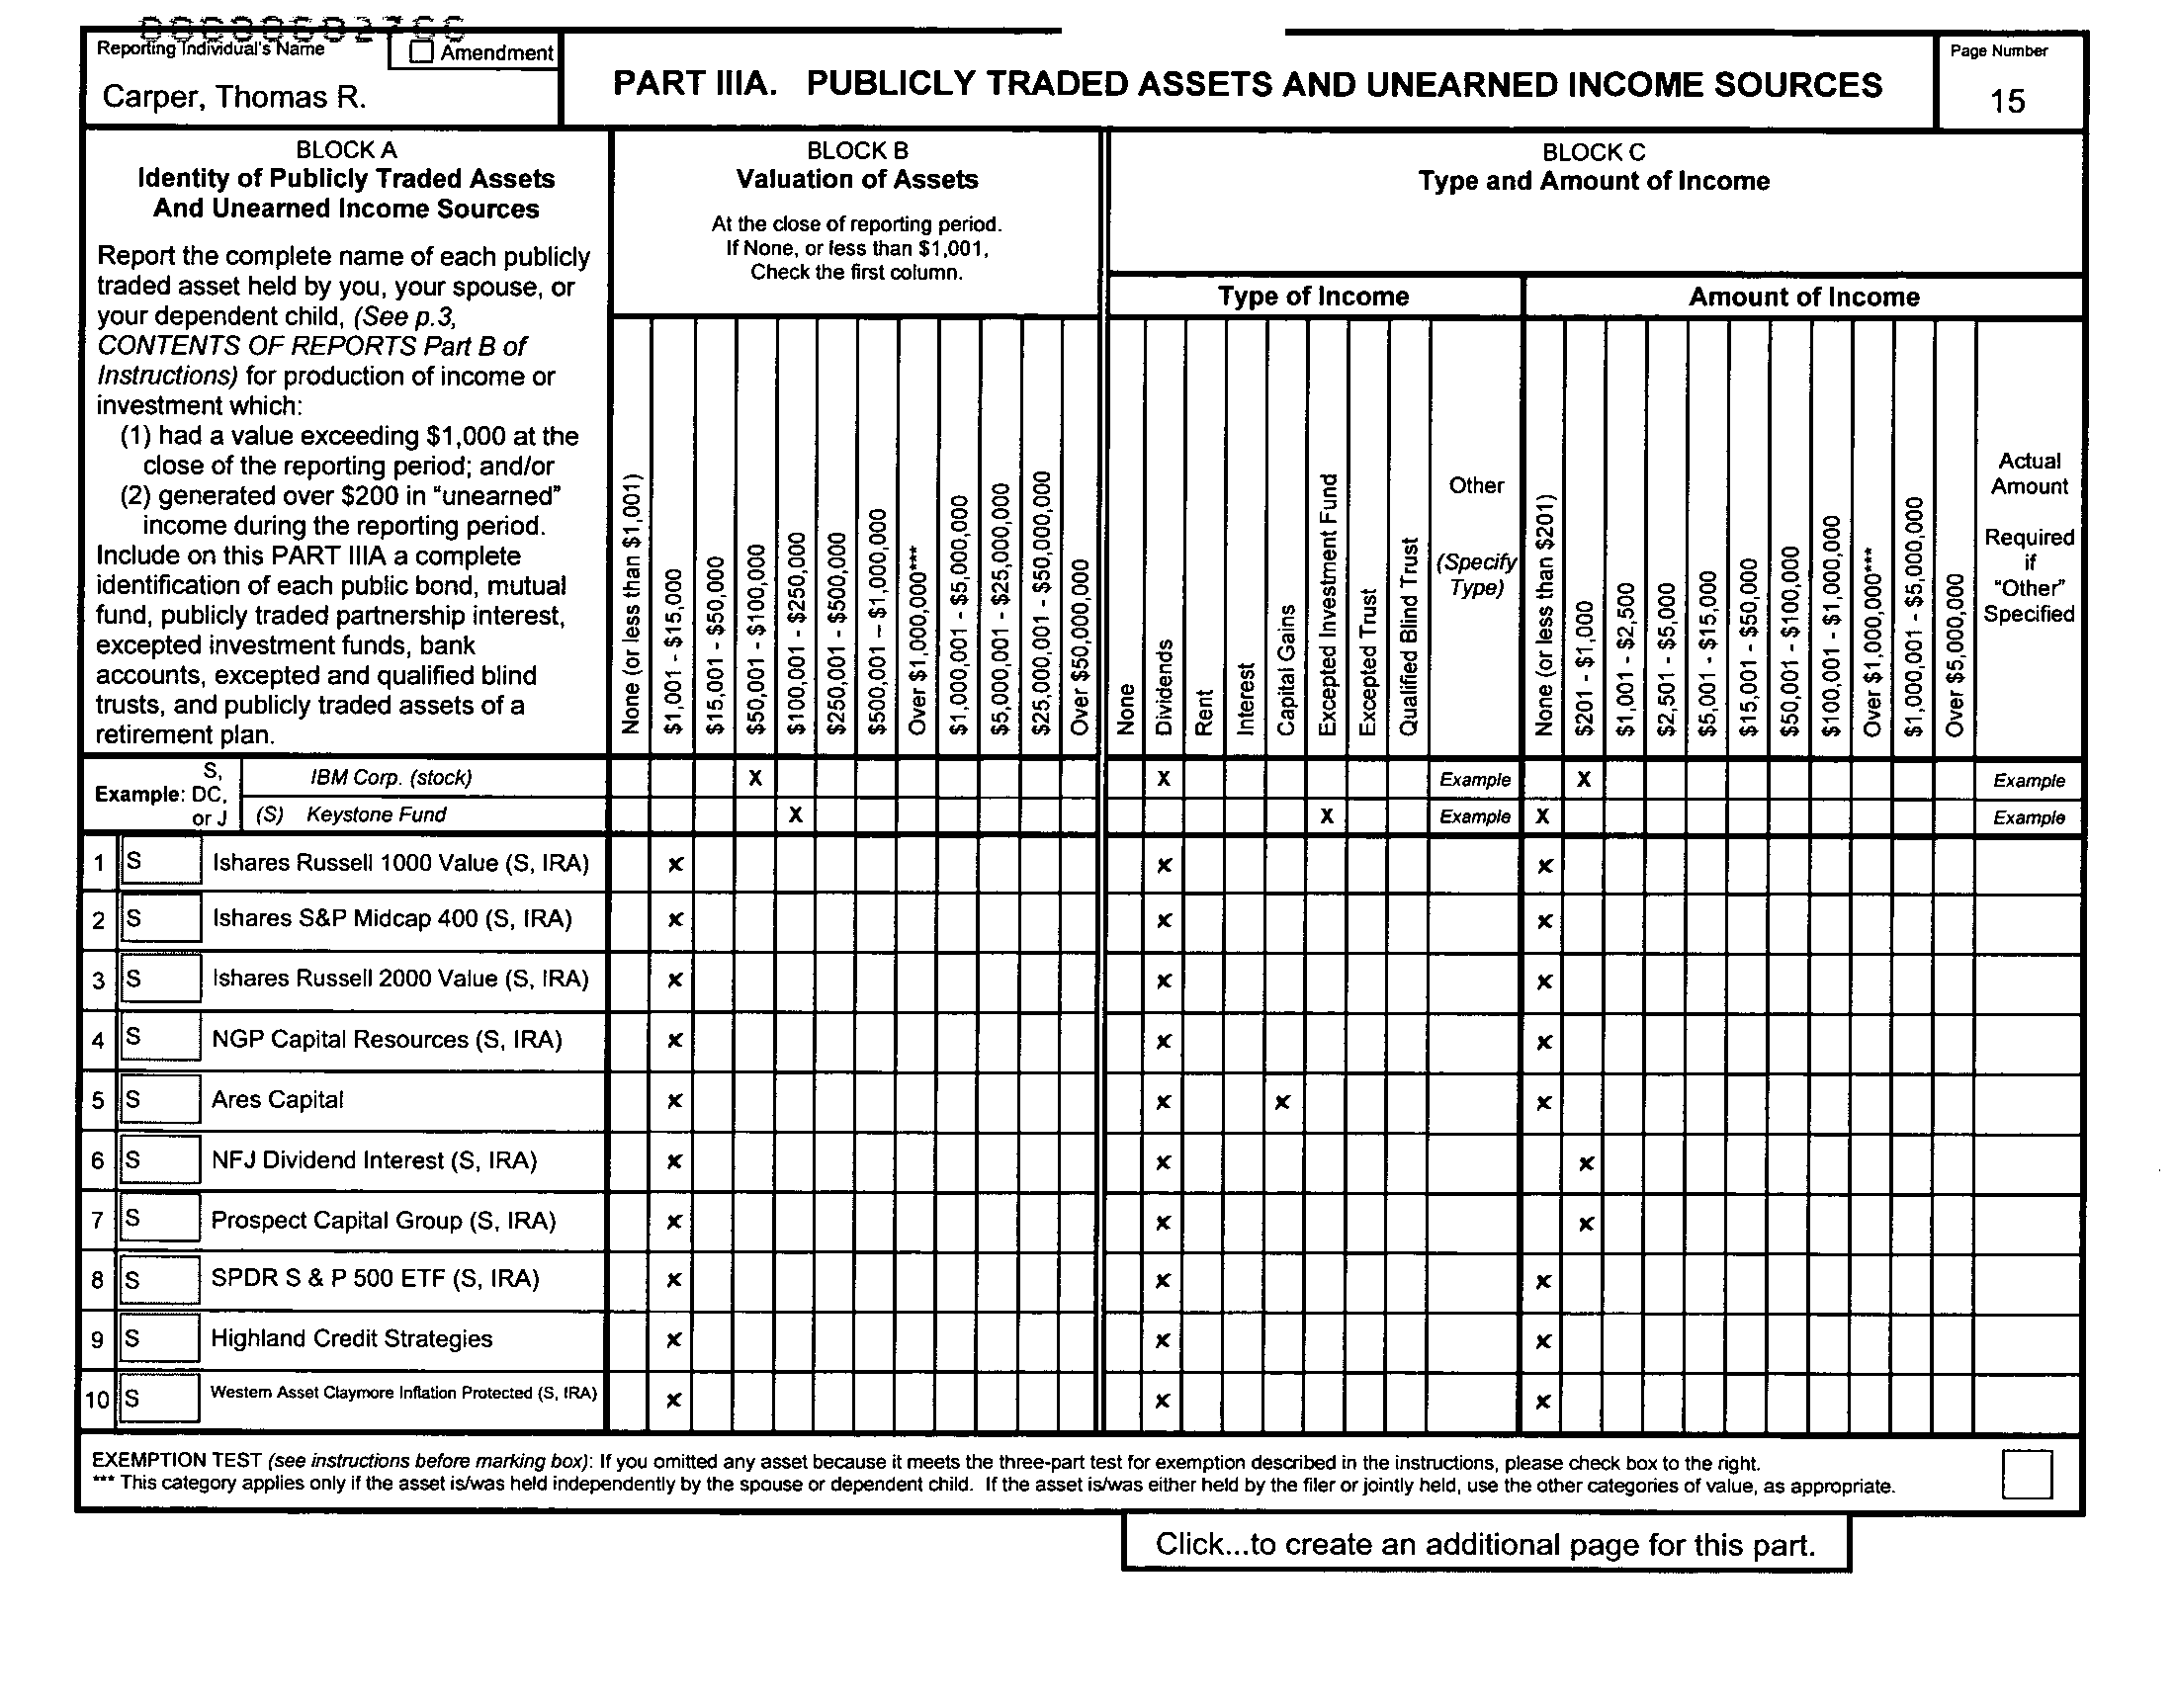 Reporting Individual's Name
Amendment
Carper, Thomas R.
PART IIIA. PUBLICLY TRADED ASSETS AND UNEARNED INCOME SOURCES
Page Number
15
BLOCK A
Identity of Publicly Traded Assets
And Unearned Income Sources
Report the complete name of each publicly
traded asset held by you, your spouse, or
your dependent child, (See p.3,
CONTENTS OF REPORTS Part B of
Instructions) for production of income or
investment which:
(1) had a value exceeding $1,000 at the
close of the reporting period; and/or
(2) generated over $200 in "unearned"
income during the reporting period.
Include on this PART IIIA a complete
identification of each public bond, mutual
fund, publicly traded partnership interest,
excepted investment funds, bank
accounts, excepted and qualified blind
trusts, and publicly traded assets of a
retirement plan.
BLOCK B
Valuation of Assets
At the close of reporting period.
If None, or less than $1,001,
Check the first column.
None (or less than $1,001)
$1,001 - $15,000
$15,001 - $50,000
$50,001 - $100,000
$100,001 - $250,000
$250,001 - $500,000
$500,001 – $1,000,000
Over $1,000,000***
$1,000,001 - $5,000,000
$5,000,001 - $25,000,000
$25,000,001 - $50,000,000
Over $50,000,000
BLOCK C
Type and Amount of Income
Type of Income
None
Dividends
Rent
Interest
Capital Gains
Excepted Investment Fund
Excepted Trust
Qualified Blind Trust
Other
(Specify
Type)
Amount of Income
None (or less than $201)
$201 - $1,000
$1,001 - $2,500
$2,501 - $5,000
$5,001 - $15,000
$15,001 - $50,000
$50,001 - $100,000
$100,001 - $1,000,000
Over $1,000,000***
$1,000,001 - $5,000,000
Over $5,000,000
Actual
Amount
Required
if
"Other"
Specified
Example: S, DC, or J
IBM Corp. (stock) X X Example X Example
(S) Keystone Fund X X Example X Example
1 S Ishares Russell 1000 Value (S, IRA) x x x
2 S Ishares S&P Midcap 400 (S, IRA) x x x
3 S Ishares Russell 2000 Value (S, IRA) x x x
4 S NGP Capital Resources (S, IRA) x x x
5 S Ares Capital x x x x
6 S NFJ Dividend Interest (S, IRA) x x x
7 S Prospect Capital Group (S, IRA) x x x
8 S SPDR S & P 500 ETF (S, IRA) x x x
9 S Highland Credit Strategies x x x
10 S Western Asset Claymore Inflation Protected (S, IRA) x x x
EXEMPTION TEST (see instructions before marking box): If you omitted any asset because it meets the three-part test for exemption described in the instructions, please check box to the right.
*** This category applies only if the asset is/was held independently by the spouse or dependent child. If the asset is/was either held by the filer or jointly held, use the other categories of value, as appropriate.
Click...to create an additional page for this part.